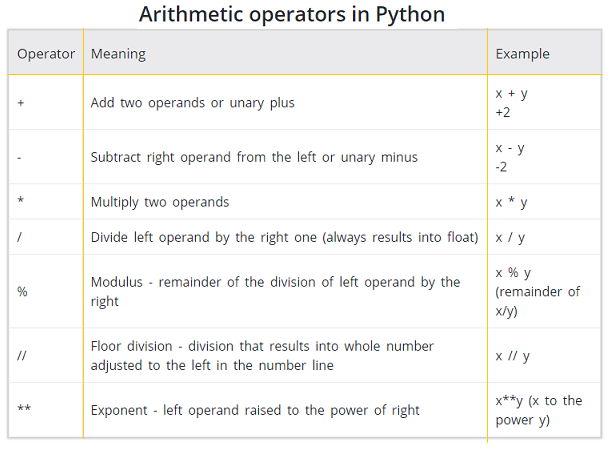 Arithmetic operators in Python
Operator Meaning Example
+ Add two operands or unary plus x + y
+2
- Subtract right operand from the left or unary minus x - y
-2
* Multiply two operands x * y
/ Divide left operand by the right one (always results into float) x / y
% Modulus - remainder of the division of left operand by the
right
x % y
(remainder of
x/y)
// Floor division - division that results into whole number
adjusted to the left in the number line
x // y
** Exponent - left operand raised to the power of right x**y (x to the
power y)